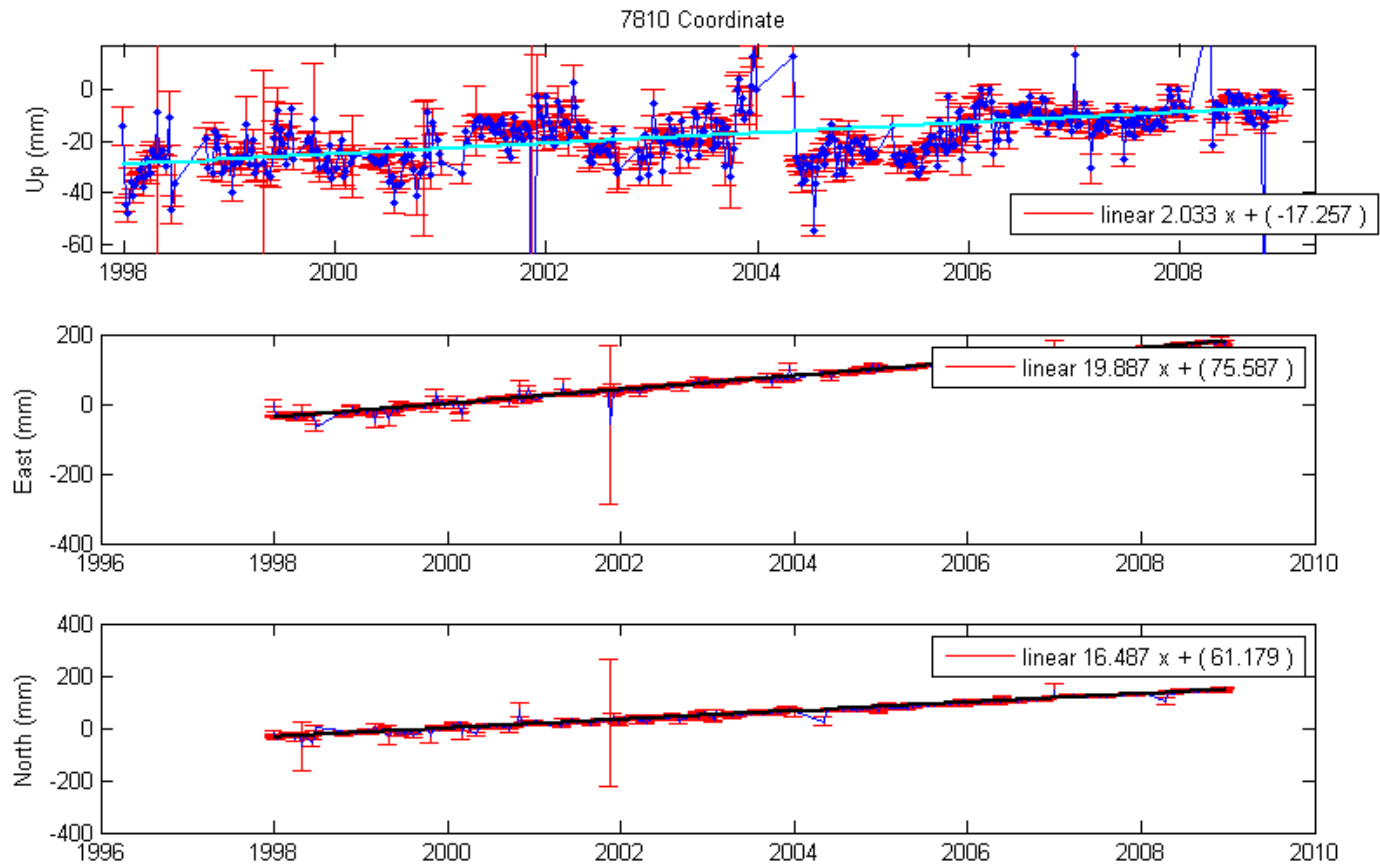 7810 Coordinate
Up (mm)
0
-20
-40
-60
linear 2.033 x + ( -17.257 )
1998 2000 2002 2004 2006 2008
East (mm)
200
0
-200
-400
linear 19.887 x + ( 75.587 )
1996 1998 2000 2002 2004 2006 2008 2010
North (mm)
400
200
0
-200
-400
linear 16.487 x + ( 61.179 )
1996 1998 2000 2002 2004 2006 2008 2010